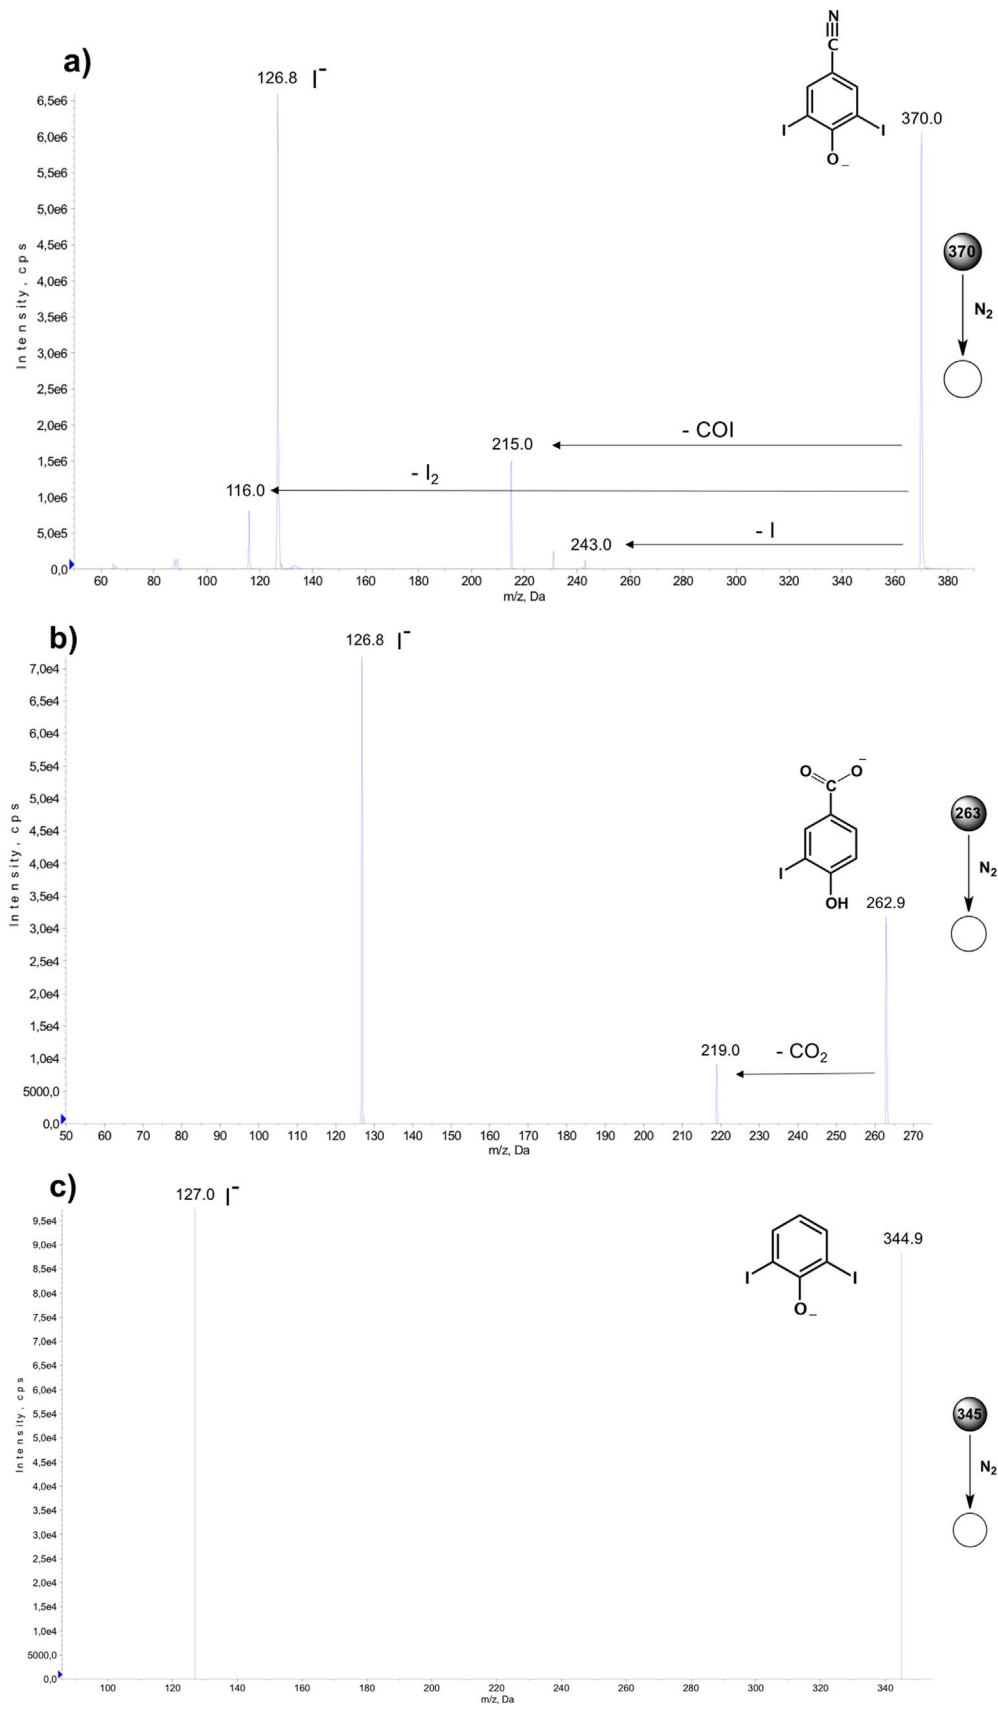 a)
126.8 I⁻
N
C
I
I
O⁻
370.0
370
N₂
- COI
215.0
- I₂
116.0
- I
243.0
6,5e6
6,0e6
5,5e6
5,0e6
4,5e6
4,0e6
3,5e6
3,0e6
2,5e6
2,0e6
1,5e6
1,0e6
5,0e5
0,0
Intensity, cps
60 80 100 120 140 160 180 200 220 240 260 280 300 320 340 360 380
m/z, Da
b)
126.8 I⁻
O O⁻
C
I
OH
262.9
263
N₂
219.0 - CO₂
7,0e4
6,5e4
6,0e4
5,5e4
5,0e4
4,5e4
4,0e4
3,5e4
3,0e4
2,5e4
2,0e4
1,5e4
1,0e4
5000,0
0,0
Intensity, cps
50 60 70 80 90 100 110 120 130 140 150 160 170 180 190 200 210 220 230 240 250 260 270
m/z, Da
c)
127.0 I⁻
I
I
O⁻
344.9
345
N₂
9,5e4
9,0e4
8,5e4
8,0e4
7,5e4
7,0e4
6,5e4
6,0e4
5,5e4
5,0e4
4,5e4
4,0e4
3,5e4
3,0e4
2,5e4
2,0e4
1,5e4
1,0e4
5000,0
0,0
Intensity, cps
100 120 140 160 180 200 220 240 260 280 300 320 340
m/z, Da